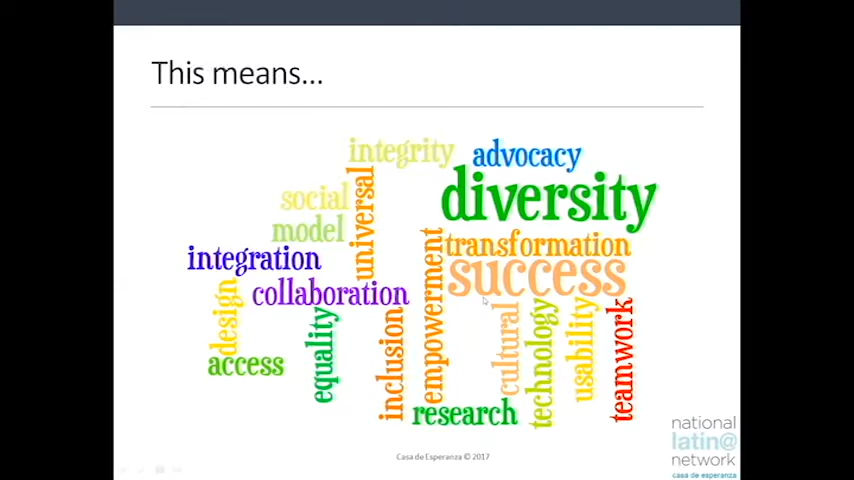 This means...
integrity
advocacy
diversity
social
universal
model
transformation
integration
success
collaboration
empowerment
design
equality
inclusion
cultural
technology
usability
teamwork
access
research
Casa de Esperanza © 2017
national
latin@
network
casa de esperanza